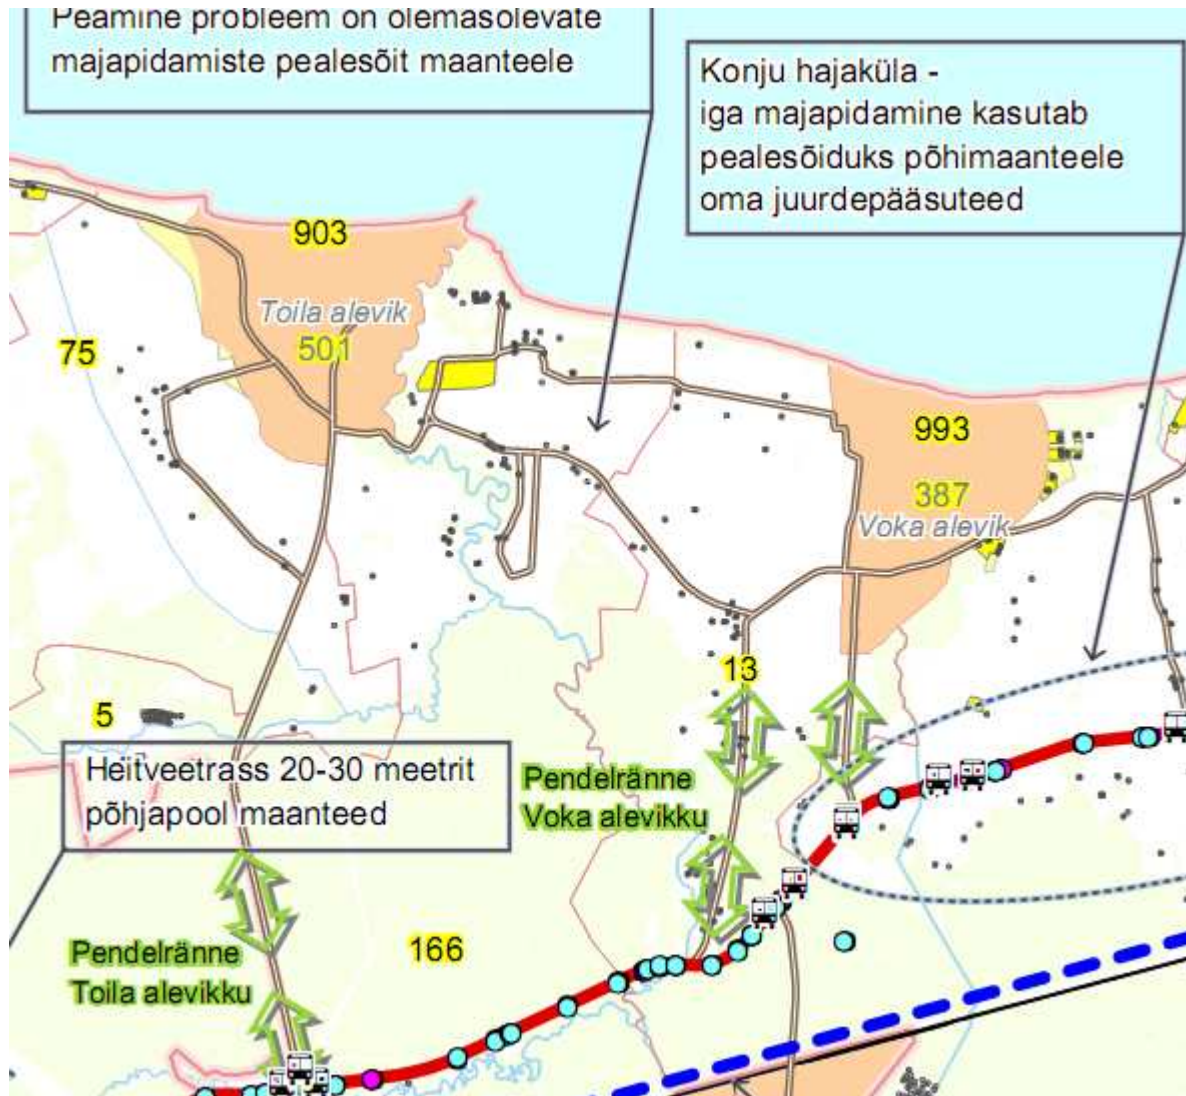 Peamine probleem on olemasolevate
majapidamiste pealesõit maanteele
Konju hajaküla -
iga majapidamine kasutab
pealesõiduks põhimaanteele
oma juurdepääsuteed
903
Toila alevik
501
75
993
387
Voka alevik
13
5
Heitveetrass 20-30 meetrit
põhjapool maanteed
Pendelränne
Voka alevikku
166
Pendelränne
Toila alevikku